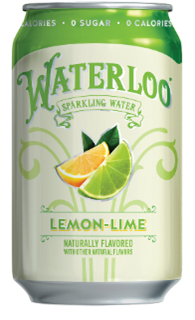 CALORIES • 0 SUGAR • 0 CALORIES
WATERLOO
SPARKLING WATER
LEMON-LIME
NATURALLY FLAVORED
WITH OTHER NATURAL FLAVORS